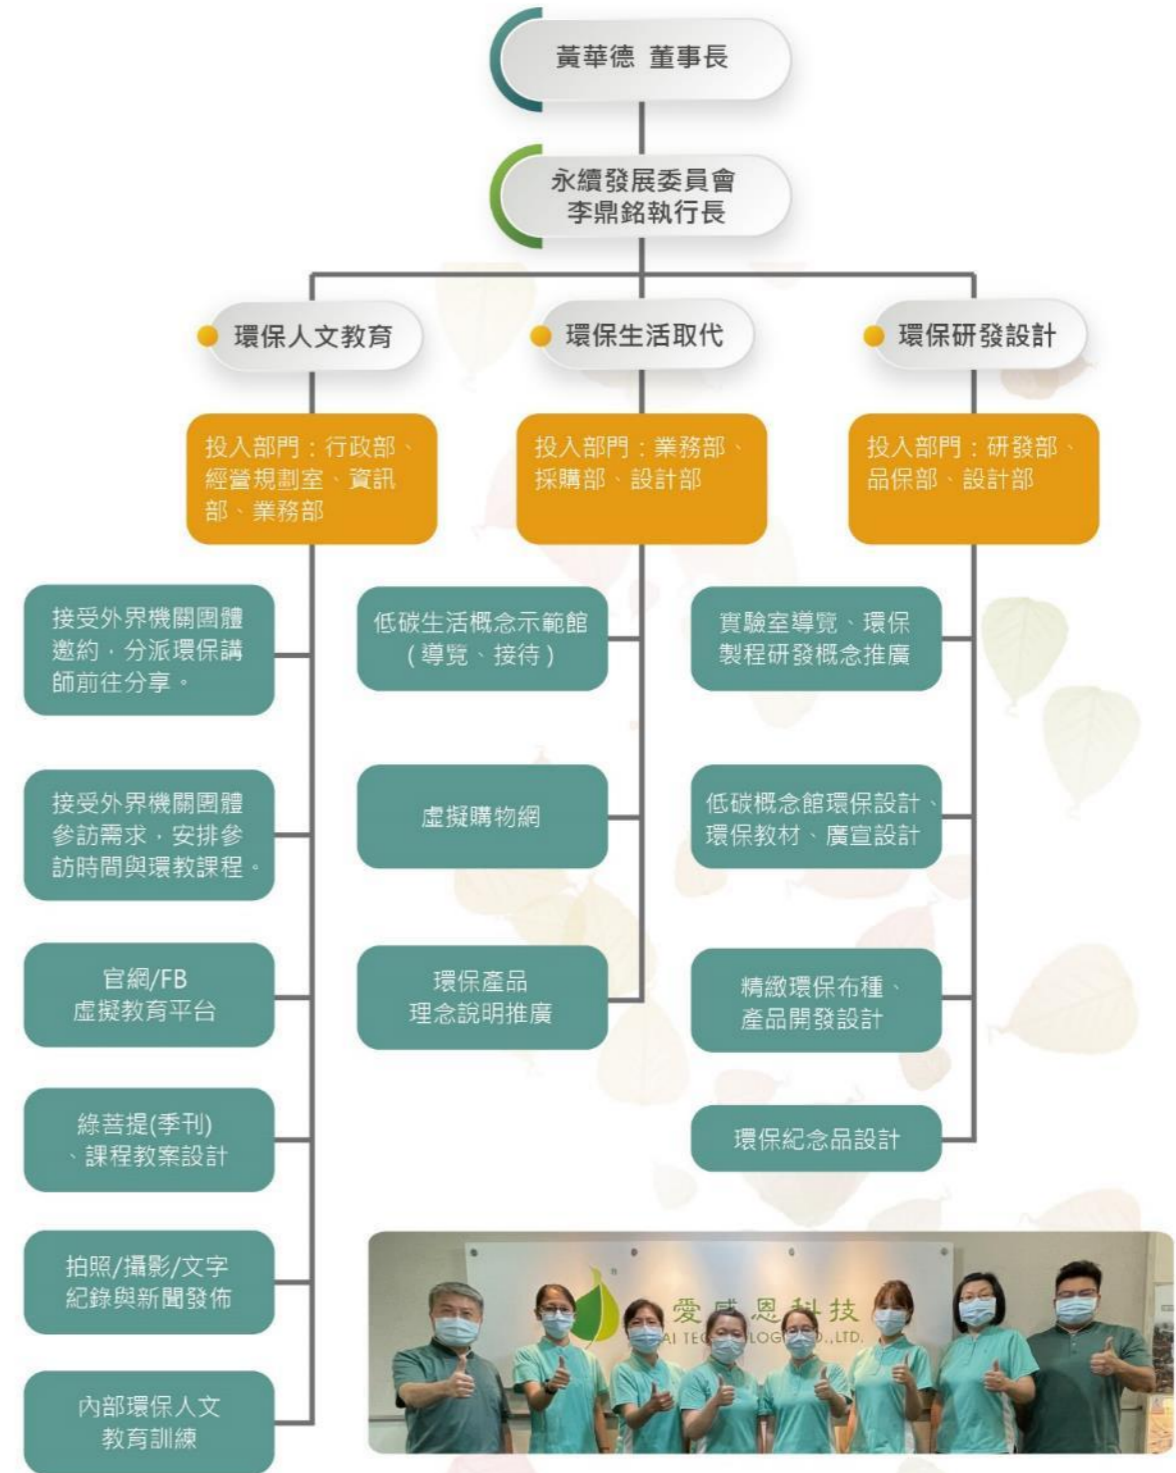 黃華德 董事長
永續發展委員會
李鼎銘執行長
環保人文教育
環保生活取代
環保研發設計
投入部門：行政部、
經營規劃室、資訊
部、業務部
投入部門：業務部、
採購部、設計部
投入部門：研發部、
品保部、設計部
接受外界機關團體
邀約，分派環保講
師前往分享。
接受外界機關團體
參訪需求，安排參
訪時間與環教課程。
官網/FB
虛擬教育平台
綠菩提(季刊)
、課程教案設計
拍照/攝影/文字
紀錄與新聞發佈
內部環保人文
教育訓練
低碳生活概念示範館
(導覽、接待)
虛擬購物網
環保產品
理念說明推廣
實驗室導覽、環保
製程研發概念推廣
低碳概念館環保設計、
環保教材、廣宣設計
精緻環保布種、
產品開發設計
環保紀念品設計
愛感恩科技
,LTD.